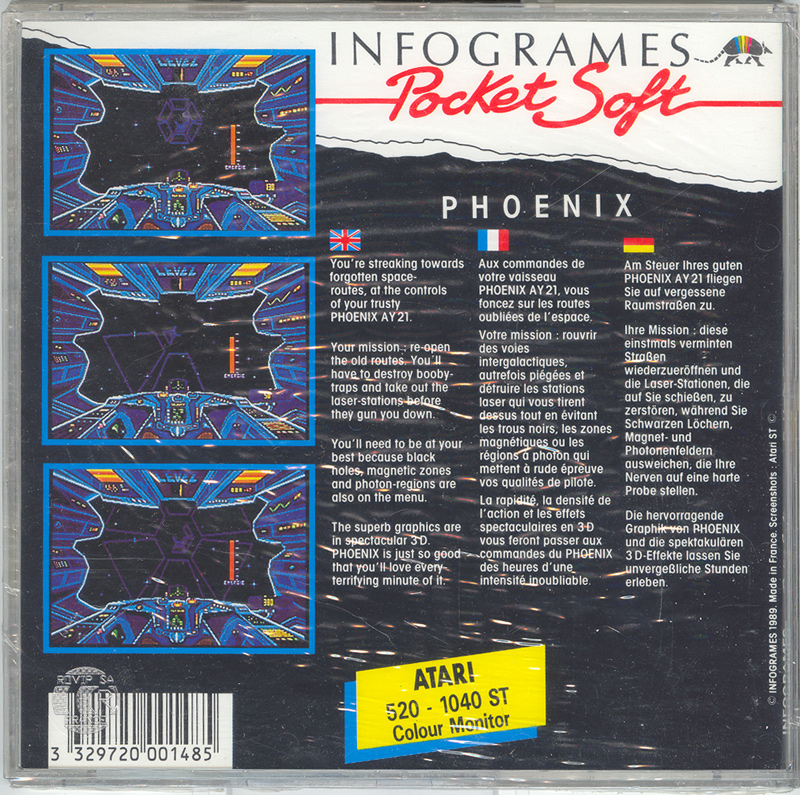 INFOGRAMES
Pocket Soft
PHOENIX
You're streaking towards
forgotten space-
routes, at the controls
of your trusty
PHOENIX AY21.
Your mission : re-open
the old routes. You'll
have to destroy booby-
traps and take out the
laser-stations before
they gun you down.
You'll need to be at your
best because black
holes, magnetic zones
and photon-regions are
also on the menu.
The superb graphics are
in spectacular 3D.
PHOENIX is just so good
that you'll love every
terrifying minute of it.
Aux commandes de
votre vaisseau
PHOENIX AY21, vous
foncez sur les routes
oubliées de l'espace.
Votre mission : rouvrir
des voies
intergalactiques,
autrefois piégées et
détruire les stations
laser qui vous tirent
dessus tout en évitant
les trous noirs, les zones
magnétiques ou les
régions à photon qui
mettent à rude épreuve
vos qualités de pilote.
La rapidité, la densité de
l'action et les effets
spectaculaires en 3D
vous feront passer aux
commandes du PHOENIX
des heures d'une
intensité inoubliable.
Am Steuer Ihres guten
PHOENIX AY21 fliegen
Sie auf vergessene
Raumstraßen zu.
Ihre Mission : diese
einstmals verminten
Straßen
wiederzueröffnen und
die Laser-Stationen, die
auf Sie schießen, zu
zerstören, während Sie
Schwarzen Löchern,
Magnet- und
Photonenfeldern
ausweichen, die Ihre
Nerven auf eine harte
Probe stellen.
Die hervorragende
Graphik von PHOENIX
und die spektakulären
3D-Effekte lassen Sie
unvergeßliche Stunden
erleben.
LEVEL
ENERGIE
LEVEL
ENERGIE
LEVEL
ENERGIE
ATARI
520 - 1040 ST
Colour Monitor
© INFOGRAMES 1989. Made in France. Screenshots : Atari ST ©.
INFOGRAMES
3 329720 001485